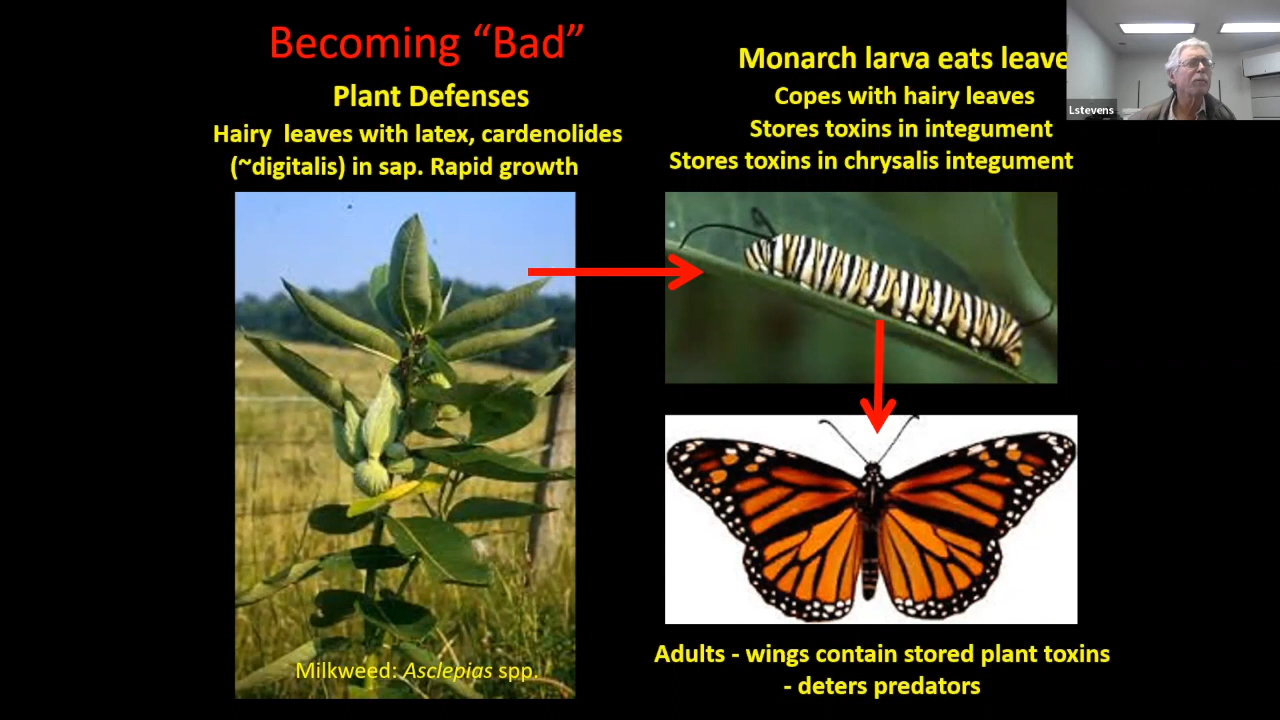 Becoming “Bad”
Plant Defenses
Hairy  leaves with latex, cardenolides
(~digitalis) in sap. Rapid growth
Milkweed: Asclepias spp.
Monarch larva eats leave
Copes with hairy leaves
Stores toxins in integument
Stores toxins in chrysalis integument
Adults - wings contain stored plant toxins
- deters predators
Lstevens